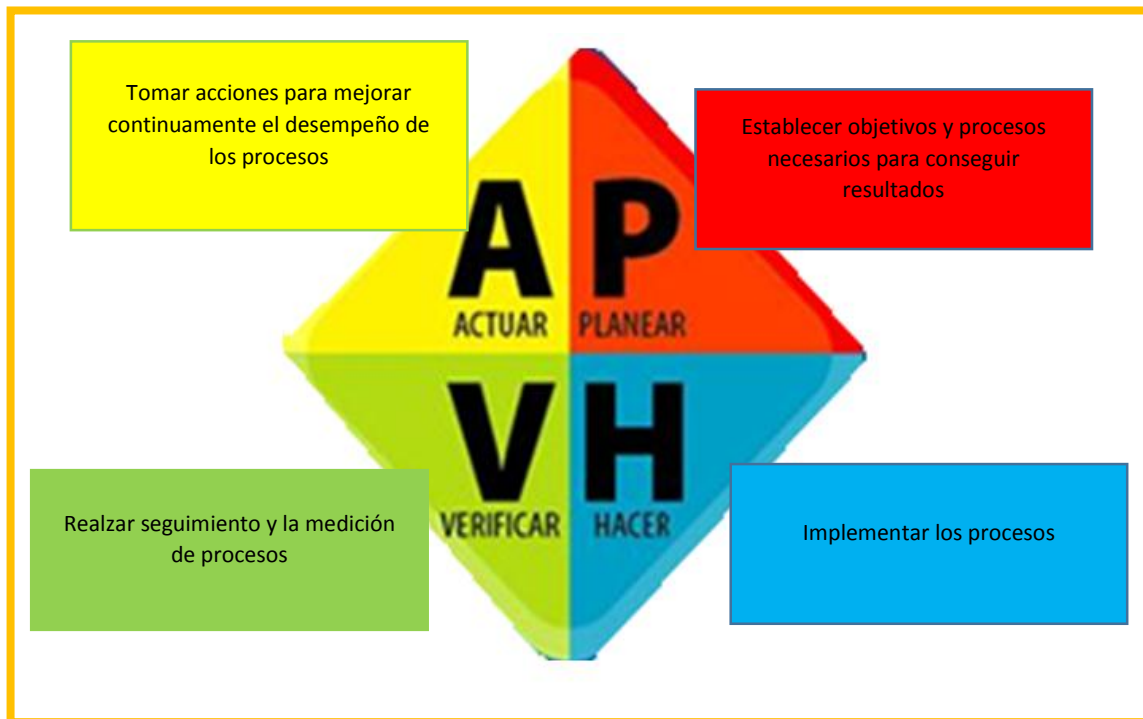 Tomar acciones para mejorar
continuamente el desempeño de
los procesos
Establecer objetivos y procesos
necesarios para conseguir
resultados
A
ACTUAR
P
PLANEAR
V
VERIFICAR
H
HACER
Realzar seguimiento y la medición
de procesos
Implementar los procesos